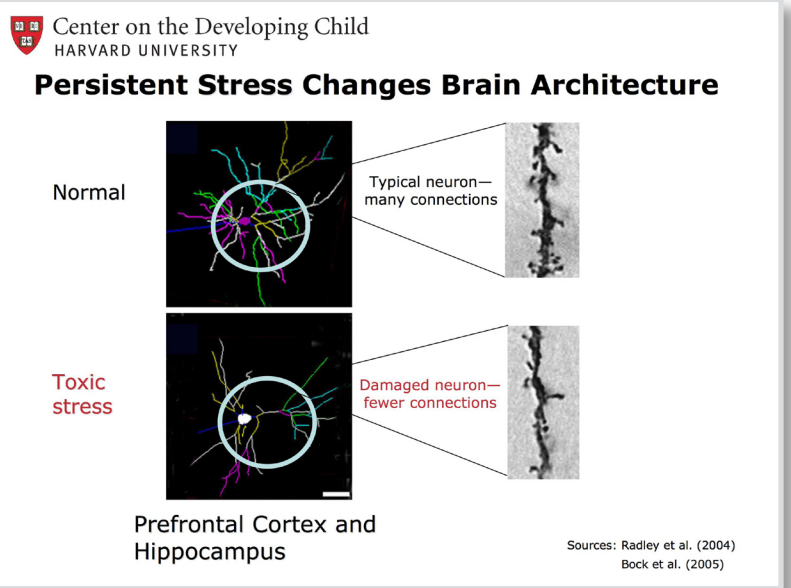 Center on the Developing Child
HARVARD UNIVERSITY
Persistent Stress Changes Brain Architecture
Normal
Typical neuron—
many connections
Toxic
stress
Damaged neuron—
fewer connections
Prefrontal Cortex and
Hippocampus
Sources: Radley et al. (2004)
Bock et al. (2005)